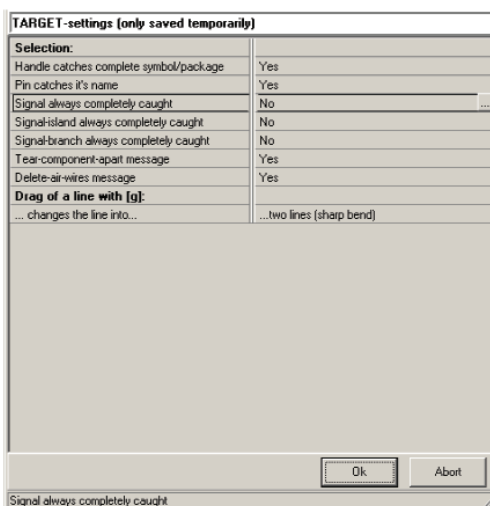 TARGET-settings (only saved temporarily)
Selection:
Handle catches complete symbol/package Yes
Pin catches it's name Yes
Signal always completely caught No ...
Signal-island always completely caught No
Signal-branch always completely caught No
Tear-component-apart message Yes
Delete-air-wires message Yes
Drag of a line with [g]:
... changes the line into... ...two lines (sharp bend)
Ok Abort
Signal always completely caught